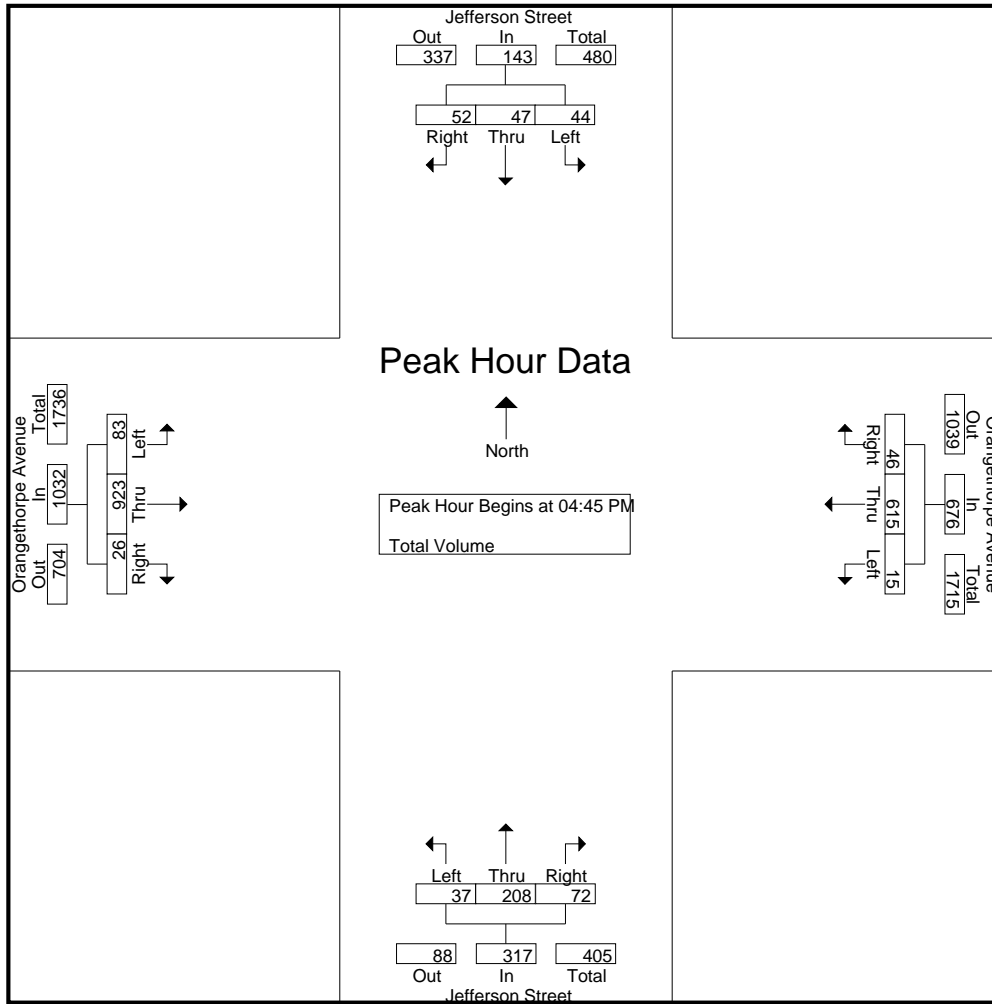 Jefferson Street
Out In Total
337 143 480
52 47 44
Right Thru Left
Peak Hour Data
North
Peak Hour Begins at 04:45 PM
Total Volume
Orangethorpe Avenue
Total In Out
1736 1032 704
83 923 26
Left Thru Right
Orangethorpe Avenue
Out In Total
1039 676 1715
46 615 15
Right Thru Left
Left Thru Right
37 208 72
88 317 405
Out In Total
Jefferson Street